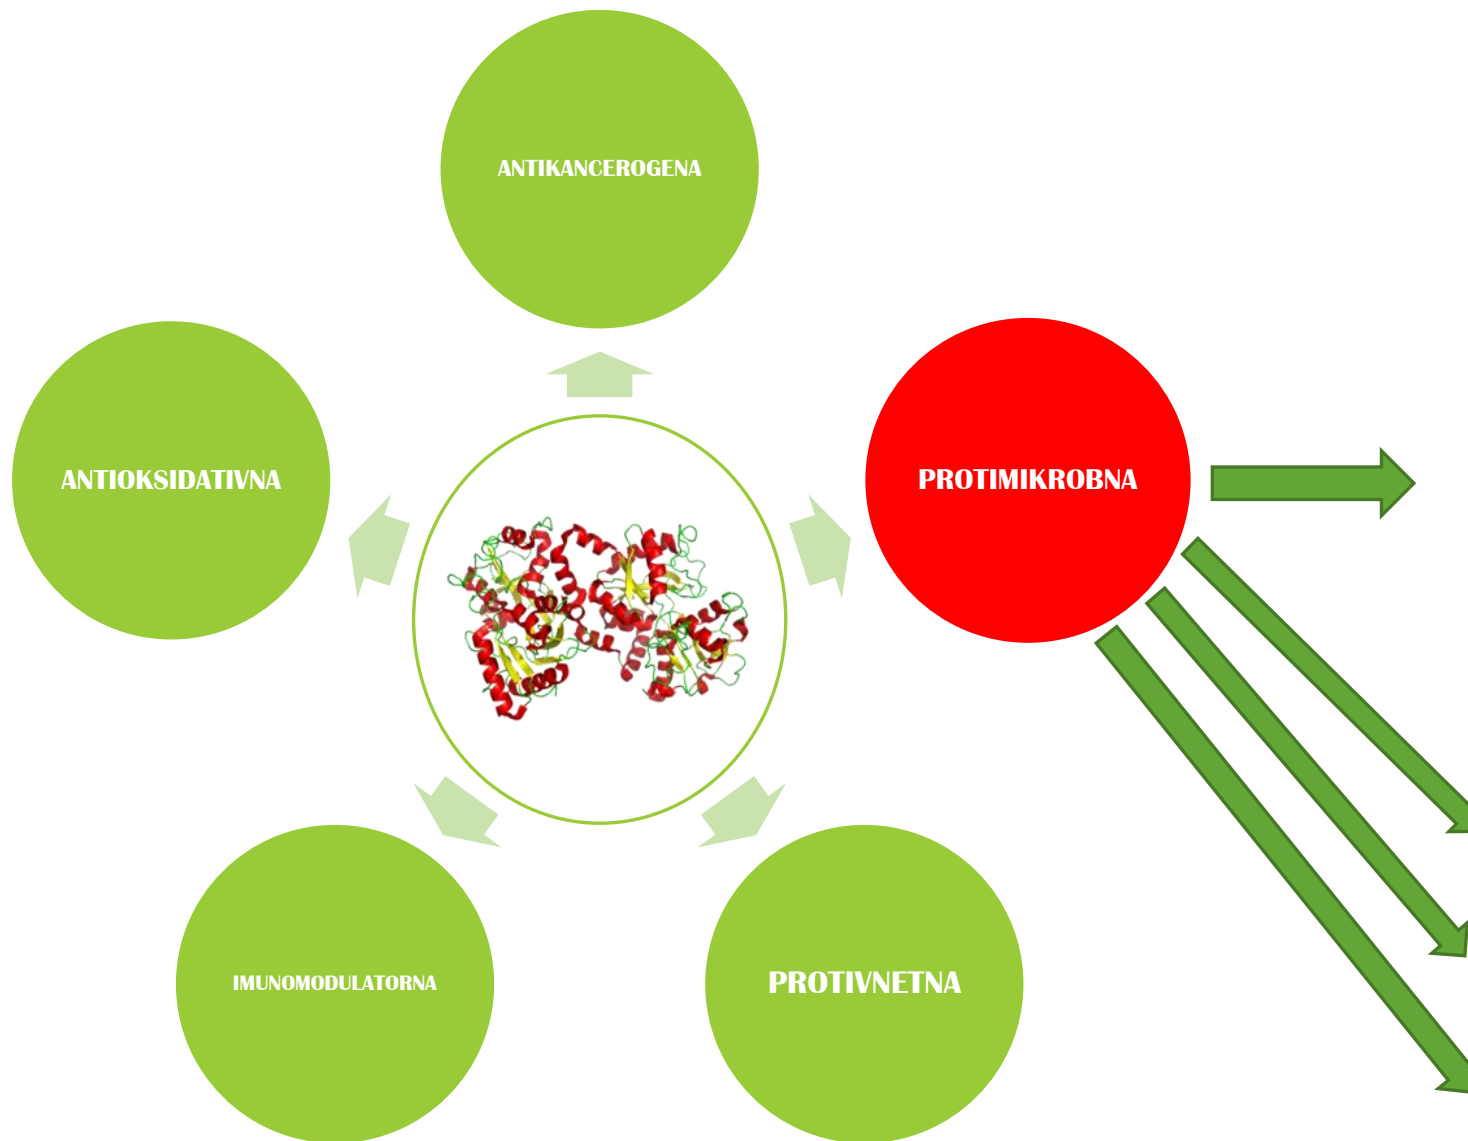 ANTIKANCEROGENA
ANTIOKSIDATIVNA
PROTIMIKROBNA
IMUNOMODULATORNA
PROTIVNETNA